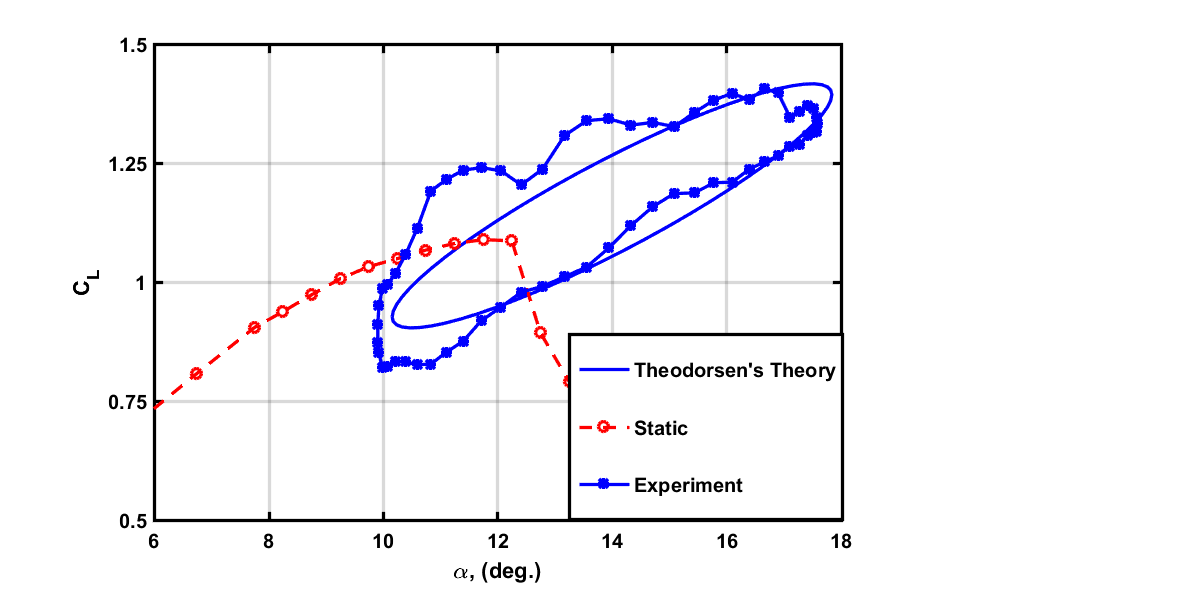 1.5
1.25
1
0.75
0.5
C_L
6 8 10 12 14 16 18
α, (deg.)
Theodorsen's Theory
Static
Experiment